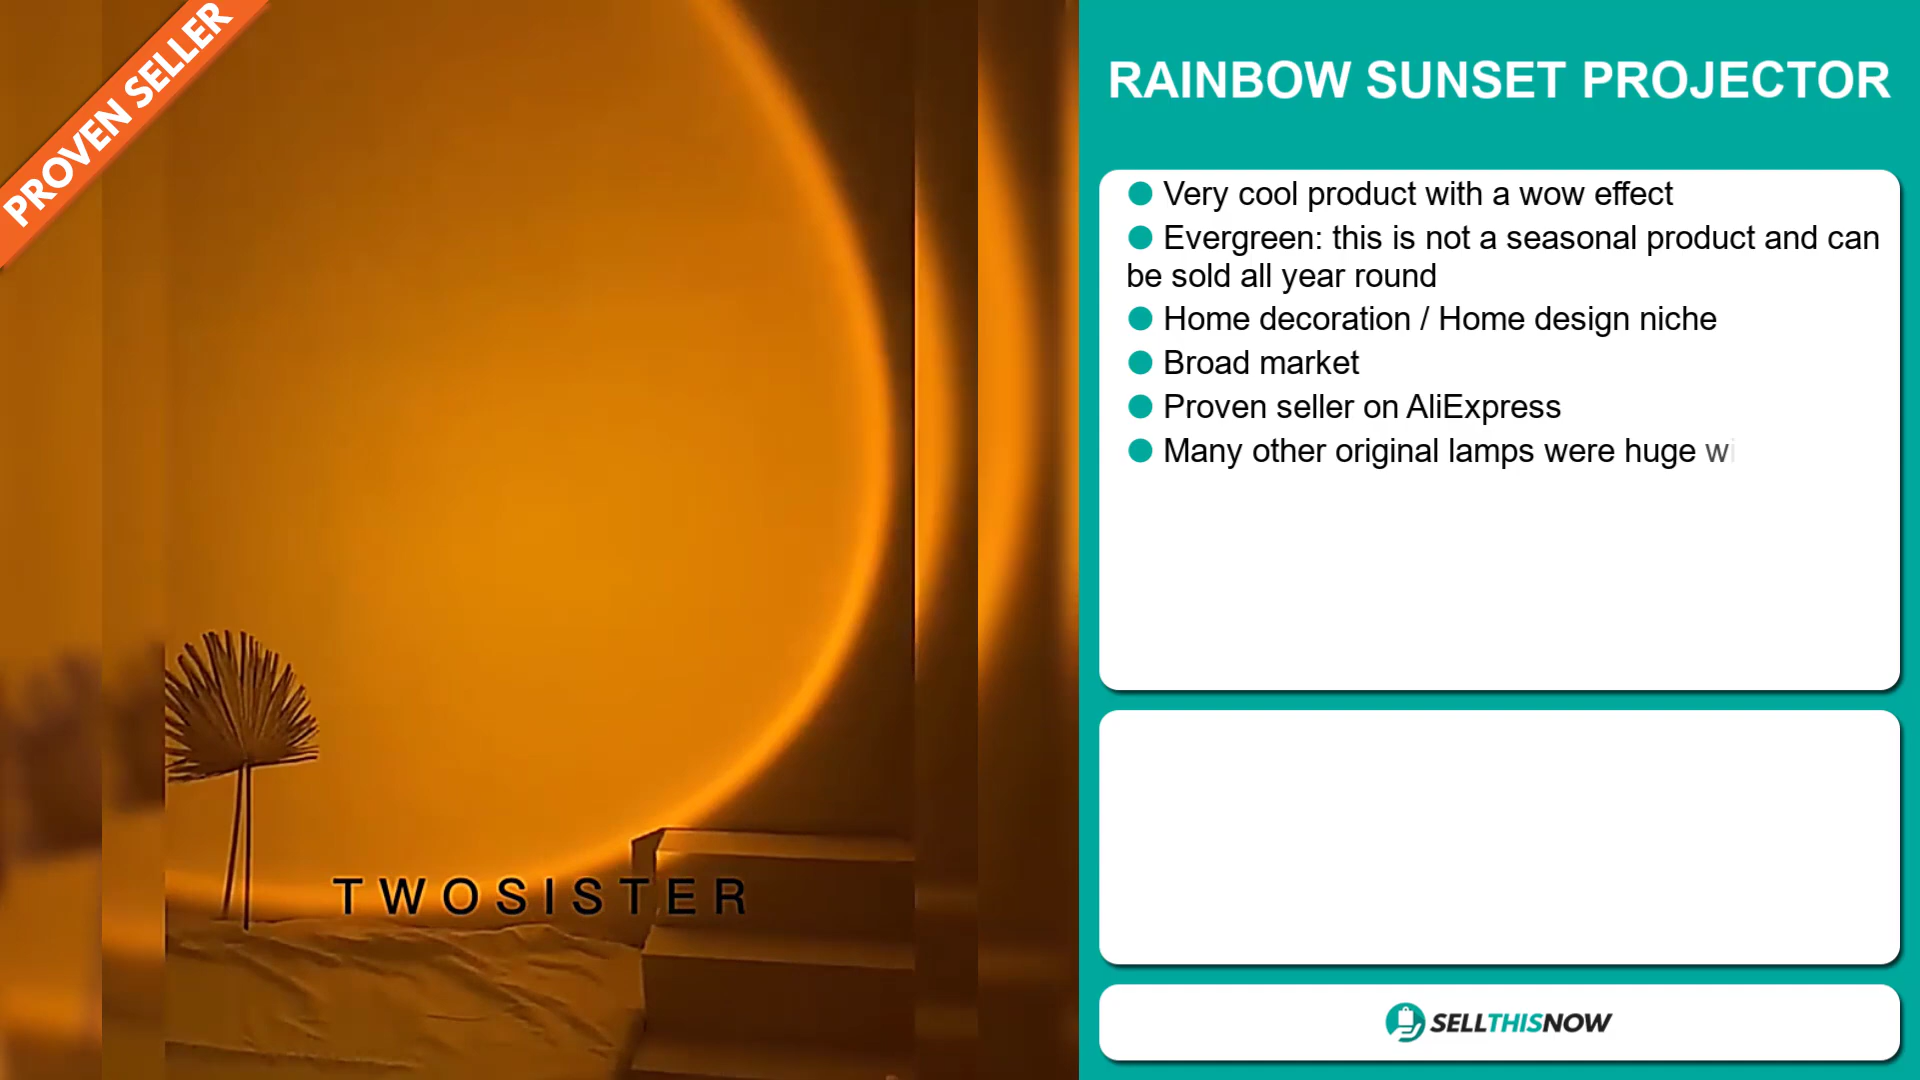 PROVEN SELLER
RAINBOW SUNSET PROJECTOR
Very cool product with a wow effect
Evergreen: this is not a seasonal product and can
be sold all year round
Home decoration / Home design niche
Broad market
Proven seller on AliExpress
Many other original lamps were huge
TWOSISTER
SELLTHISNOW